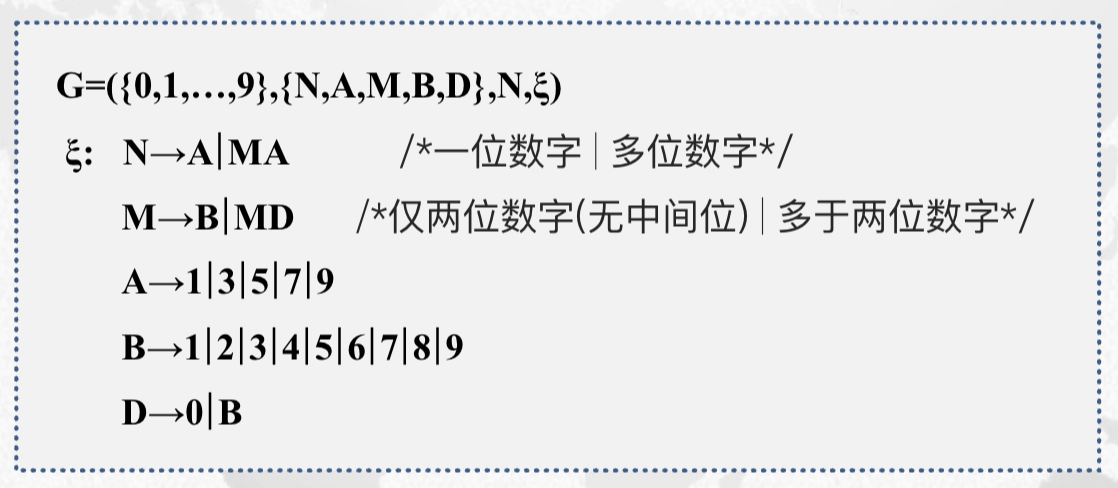 G=({0,1,…,9},{N,A,M,B,D},N,ξ)
ξ: N→A|MA /*一位数字 | 多位数字*/
M→B|MD /*仅两位数字(无中间位) | 多于两位数字*/
A→1|3|5|7|9
B→1|2|3|4|5|6|7|8|9
D→0|B